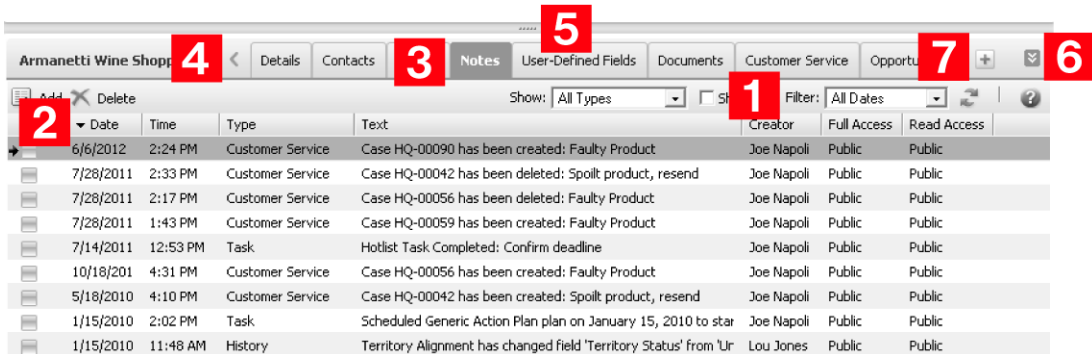 Armanetti Wine Shopp 4 Details Contacts 3 Notes 5 User-Defined Fields Documents Customer Service Opportu 7 6
Add Delete Show: All Types 1 Filter: All Dates
2 Date Time Type Text Creator Full Access Read Access
6/6/2012 2:24 PM Customer Service Case HQ-00090 has been created: Faulty Product Joe Napoli Public Public
7/28/2011 2:33 PM Customer Service Case HQ-00042 has been deleted: Spoilt product, resend Joe Napoli Public Public
7/28/2011 2:17 PM Customer Service Case HQ-00056 has been deleted: Faulty Product Joe Napoli Public Public
7/28/2011 1:43 PM Customer Service Case HQ-00059 has been created: Faulty Product Joe Napoli Public Public
7/14/2011 12:53 PM Task Hotlist Task Completed: Confirm deadline Joe Napoli Public Public
10/18/201 4:31 PM Customer Service Case HQ-00056 has been created: Faulty Product Joe Napoli Public Public
5/18/2010 4:10 PM Customer Service Case HQ-00042 has been created: Spoilt product, resend Joe Napoli Public Public
1/15/2010 2:02 PM Task Scheduled Generic Action Plan plan on January 15, 2010 to star Joe Napoli Public Public
1/15/2010 11:48 AM History Territory Alignment has changed field 'Territory Status' from 'Ur Lou Jones Public Public